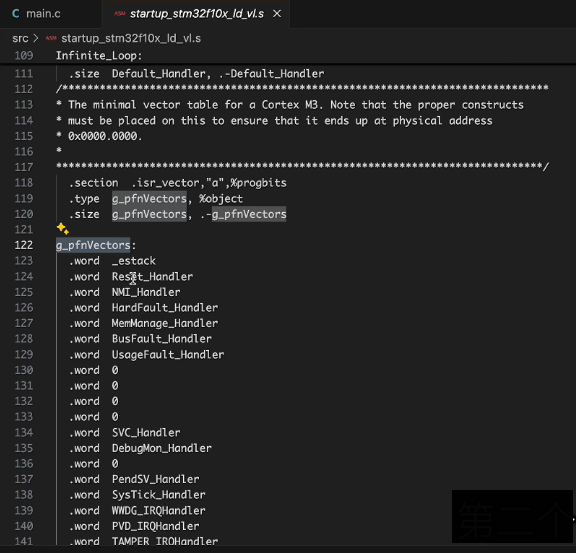 main.c
startup_stm32f10x_ld_vl.s
src > startup_stm32f10x_ld_vl.s
109 Infinite_Loop:
111 .size Default_Handler, .-Default_Handler
112 /******************************************************************************
113 * The minimal vector table for a Cortex M3. Note that the proper constructs
114 * must be placed on this to ensure that it ends up at physical address
115 * 0x0000.0000.
116 *
117 ******************************************************************************/
118 .section .isr_vector,"a",%progbits
119 .type g_pfnVectors, %object
120 .size g_pfnVectors, .-g_pfnVectors
121
122 g_pfnVectors:
123 .word _estack
124 .word Reset_Handler
125 .word NMI_Handler
126 .word HardFault_Handler
127 .word MemManage_Handler
128 .word BusFault_Handler
129 .word UsageFault_Handler
130 .word 0
131 .word 0
132 .word 0
133 .word 0
134 .word SVC_Handler
135 .word DebugMon_Handler
136 .word 0
137 .word PendSV_Handler
138 .word SysTick_Handler
139 .word WWDG_IRQHandler
140 .word PVD_IRQHandler
141 .word TAMPER_IRQHandler
第二个